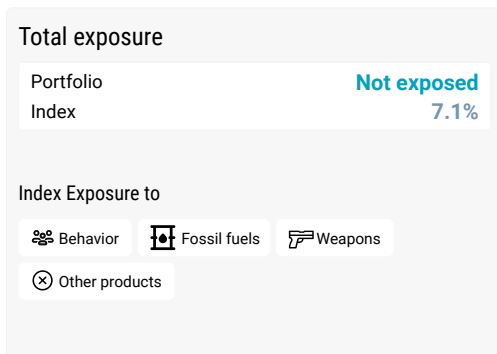 Total exposure
Portfolio Not exposed
Index 7.1%
Index Exposure to
Behavior Fossil fuels Weapons
Other products